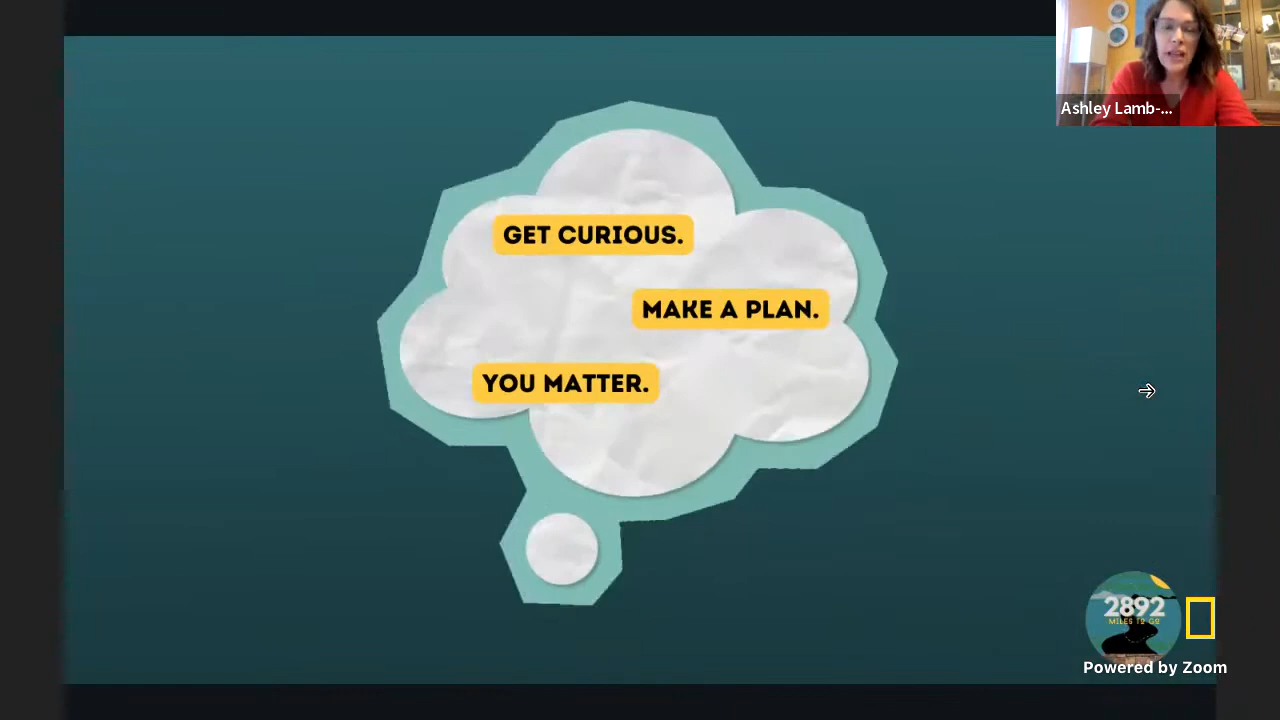 Ashley Lamb-...
GET CURIOUS.
MAKE A PLAN.
YOU MATTER.
2892
MILES TO GO
Powered by Zoom